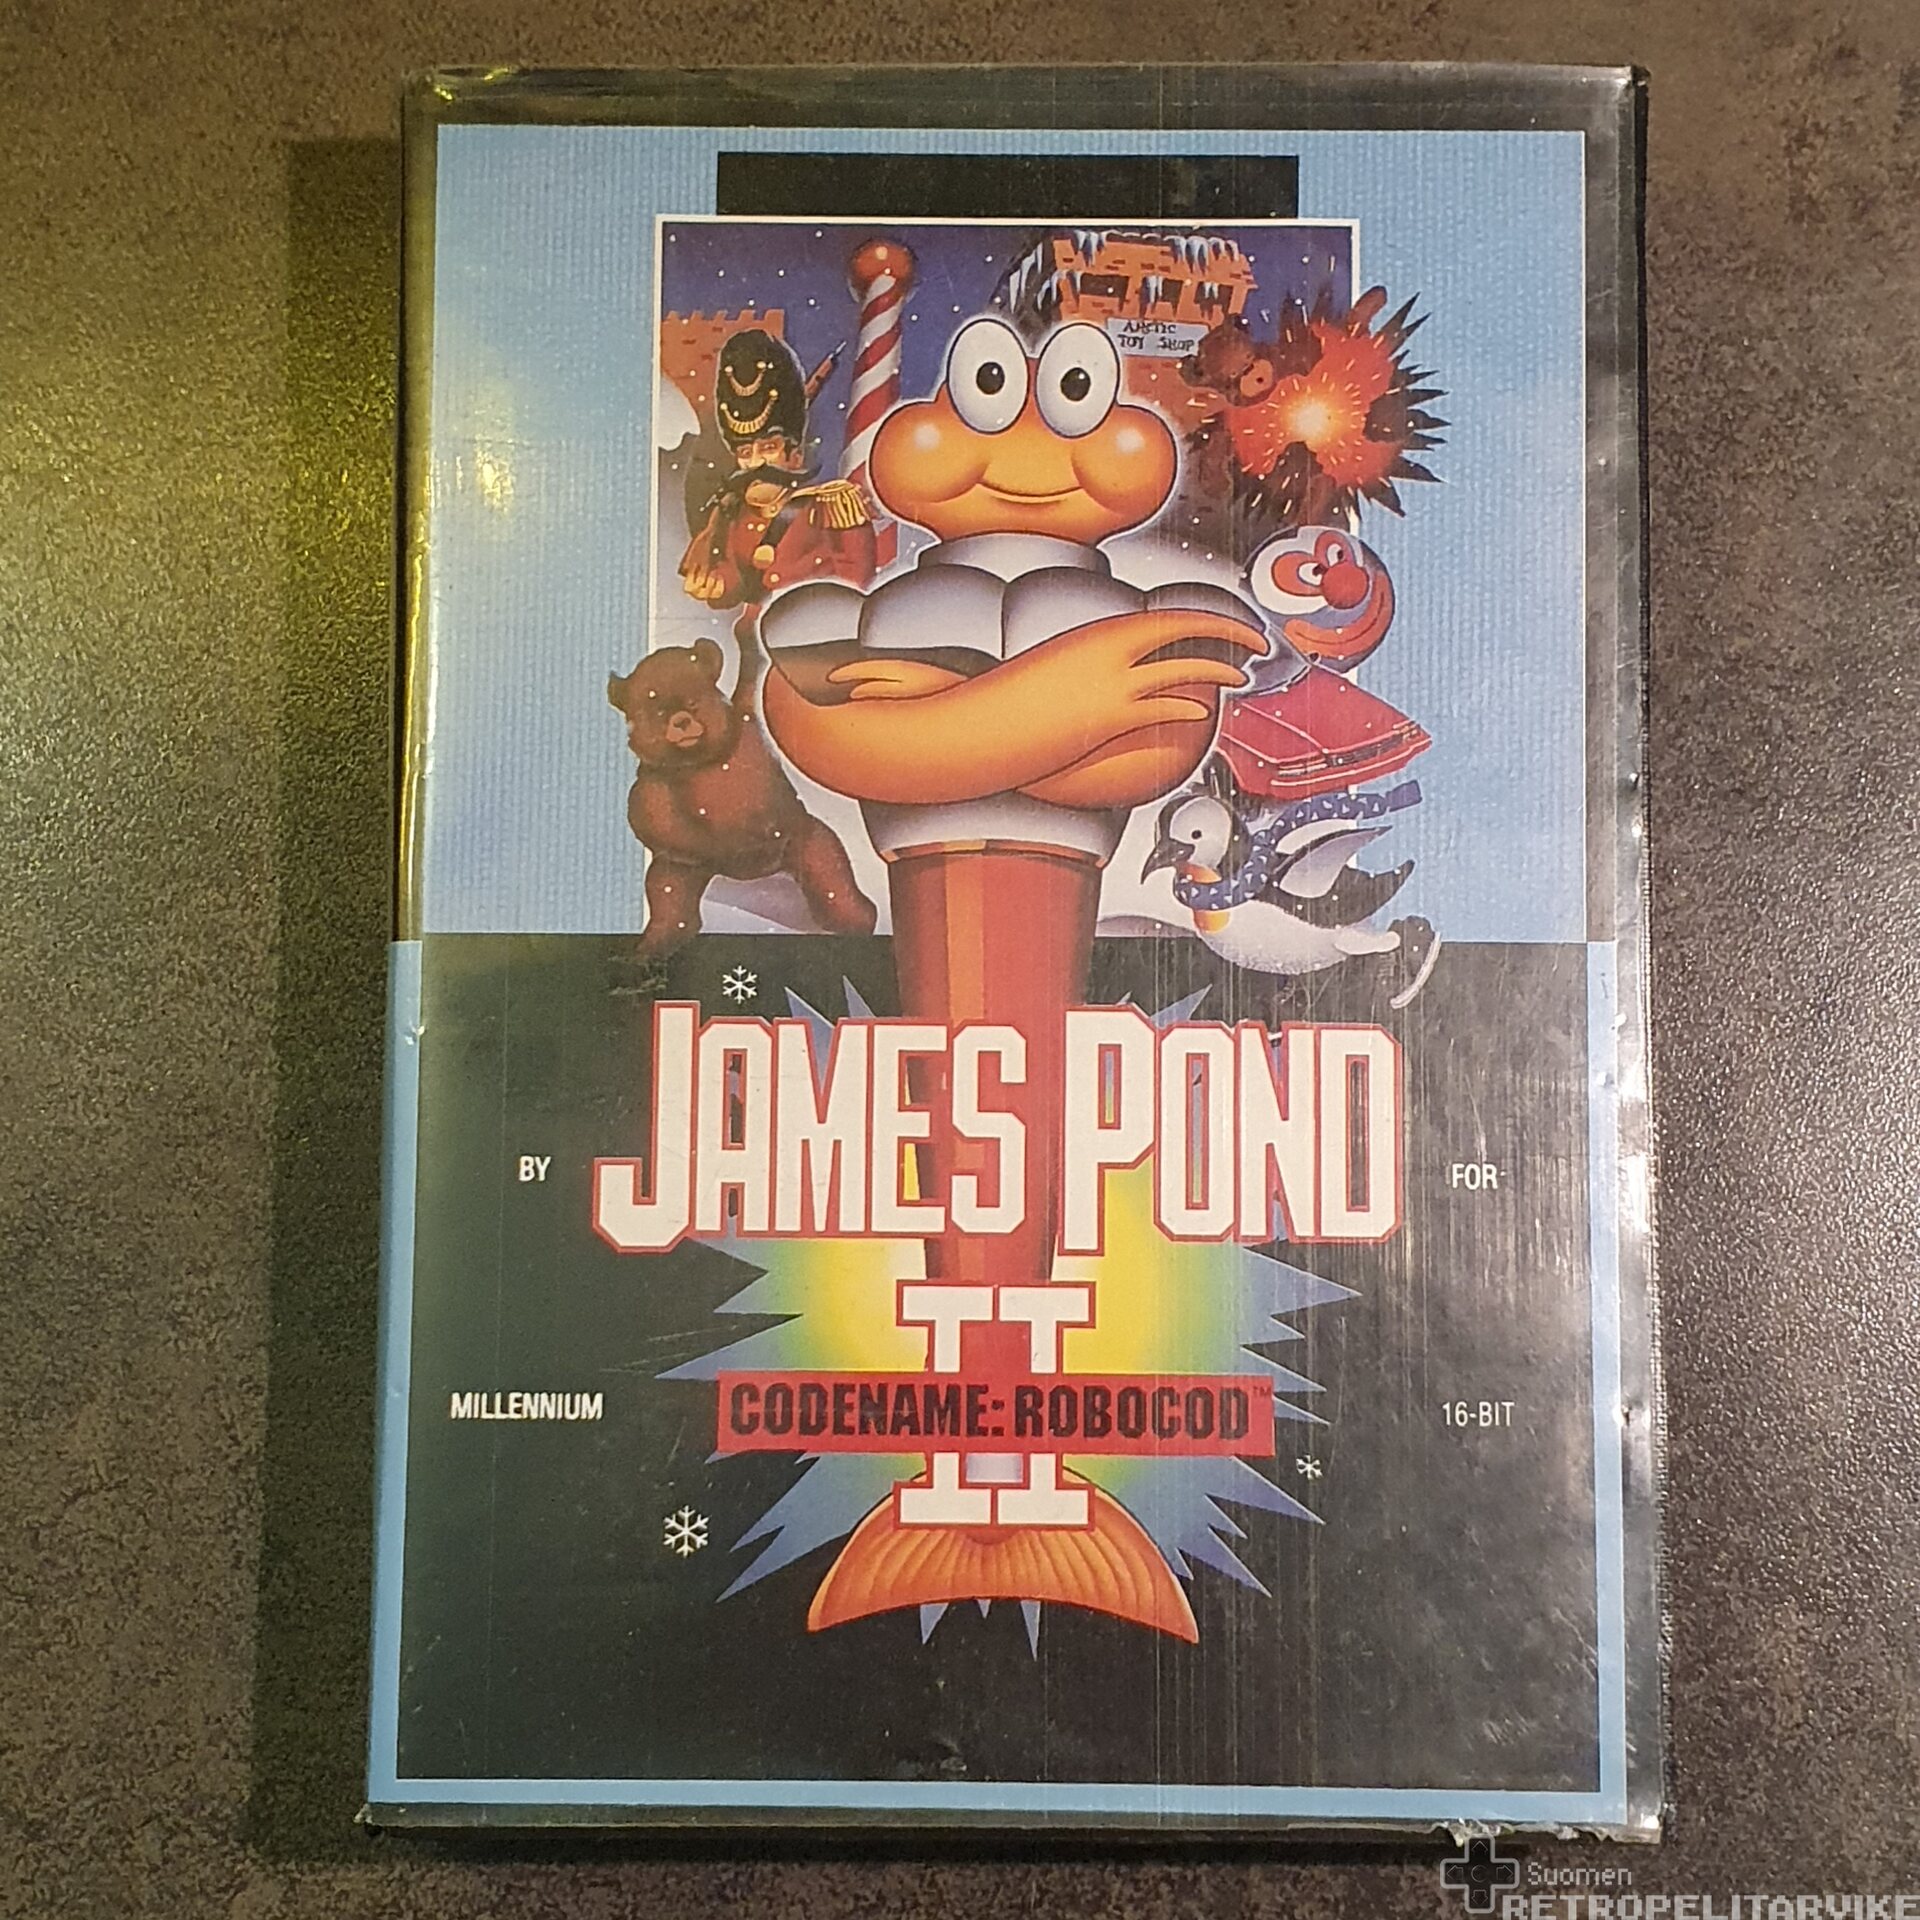 ARCTIC
TOY SHOP
JAMES POND
BY
FOR
II
MILLENNIUM
CODENAME: ROBOCOD™
16-BIT
Suomen
RETROPELITARVIKE